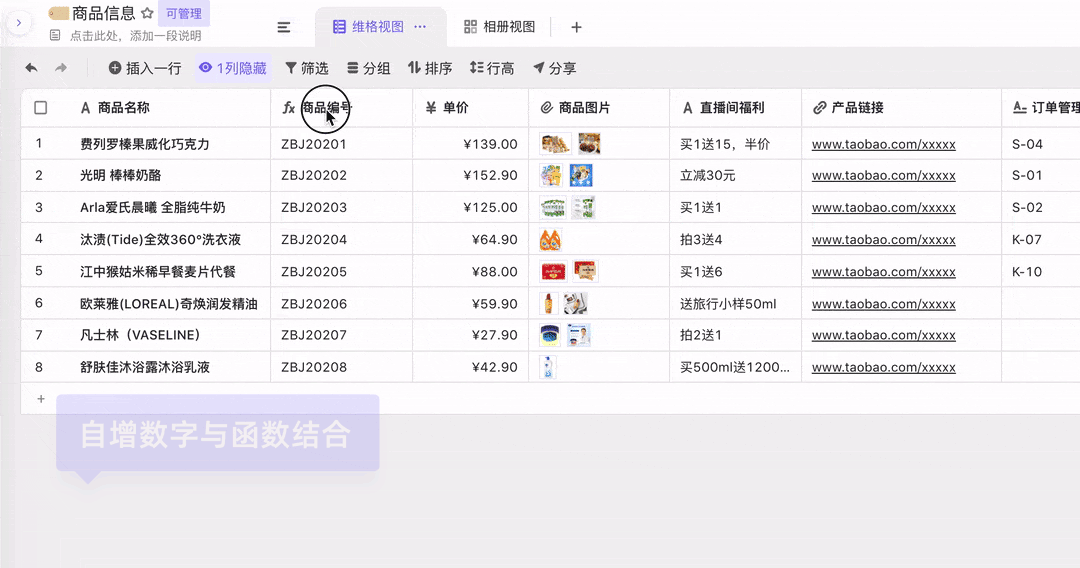 商品信息 可管理
点击此处，添加一段说明
维格视图 ··· 相册视图 +
插入一行 1列隐藏 筛选 分组 排序 行高 分享
A 商品名称 fx 商品编号 ¥ 单价 商品图片 A 直播间福利 产品链接 A 订单管理
1 费列罗榛果威化巧克力 ZBJ20201 ¥139.00 买1送15，半价 www.taobao.com/xxxxx S-04
2 光明 棒棒奶酪 ZBJ20202 ¥152.90 立减30元 www.taobao.com/xxxxx S-01
3 Arla爱氏晨曦 全脂纯牛奶 ZBJ20203 ¥125.00 买1送1 www.taobao.com/xxxxx S-02
4 汰渍(Tide)全效360°洗衣液 ZBJ20204 ¥64.90 拍3送4 www.taobao.com/xxxxx K-07
5 江中猴姑米稀早餐麦片代餐 ZBJ20205 ¥88.00 买1送6 www.taobao.com/xxxxx K-10
6 欧莱雅(LOREAL)奇焕润发精油 ZBJ20206 ¥59.90 送旅行小样50ml www.taobao.com/xxxxx
7 凡士林（VASELINE） ZBJ20207 ¥27.90 拍2送1 www.taobao.com/xxxxx
8 舒肤佳沐浴露沐浴乳液 ZBJ20208 ¥42.90 买500ml送1200... www.taobao.com/xxxxx
+
自增数字与函数结合